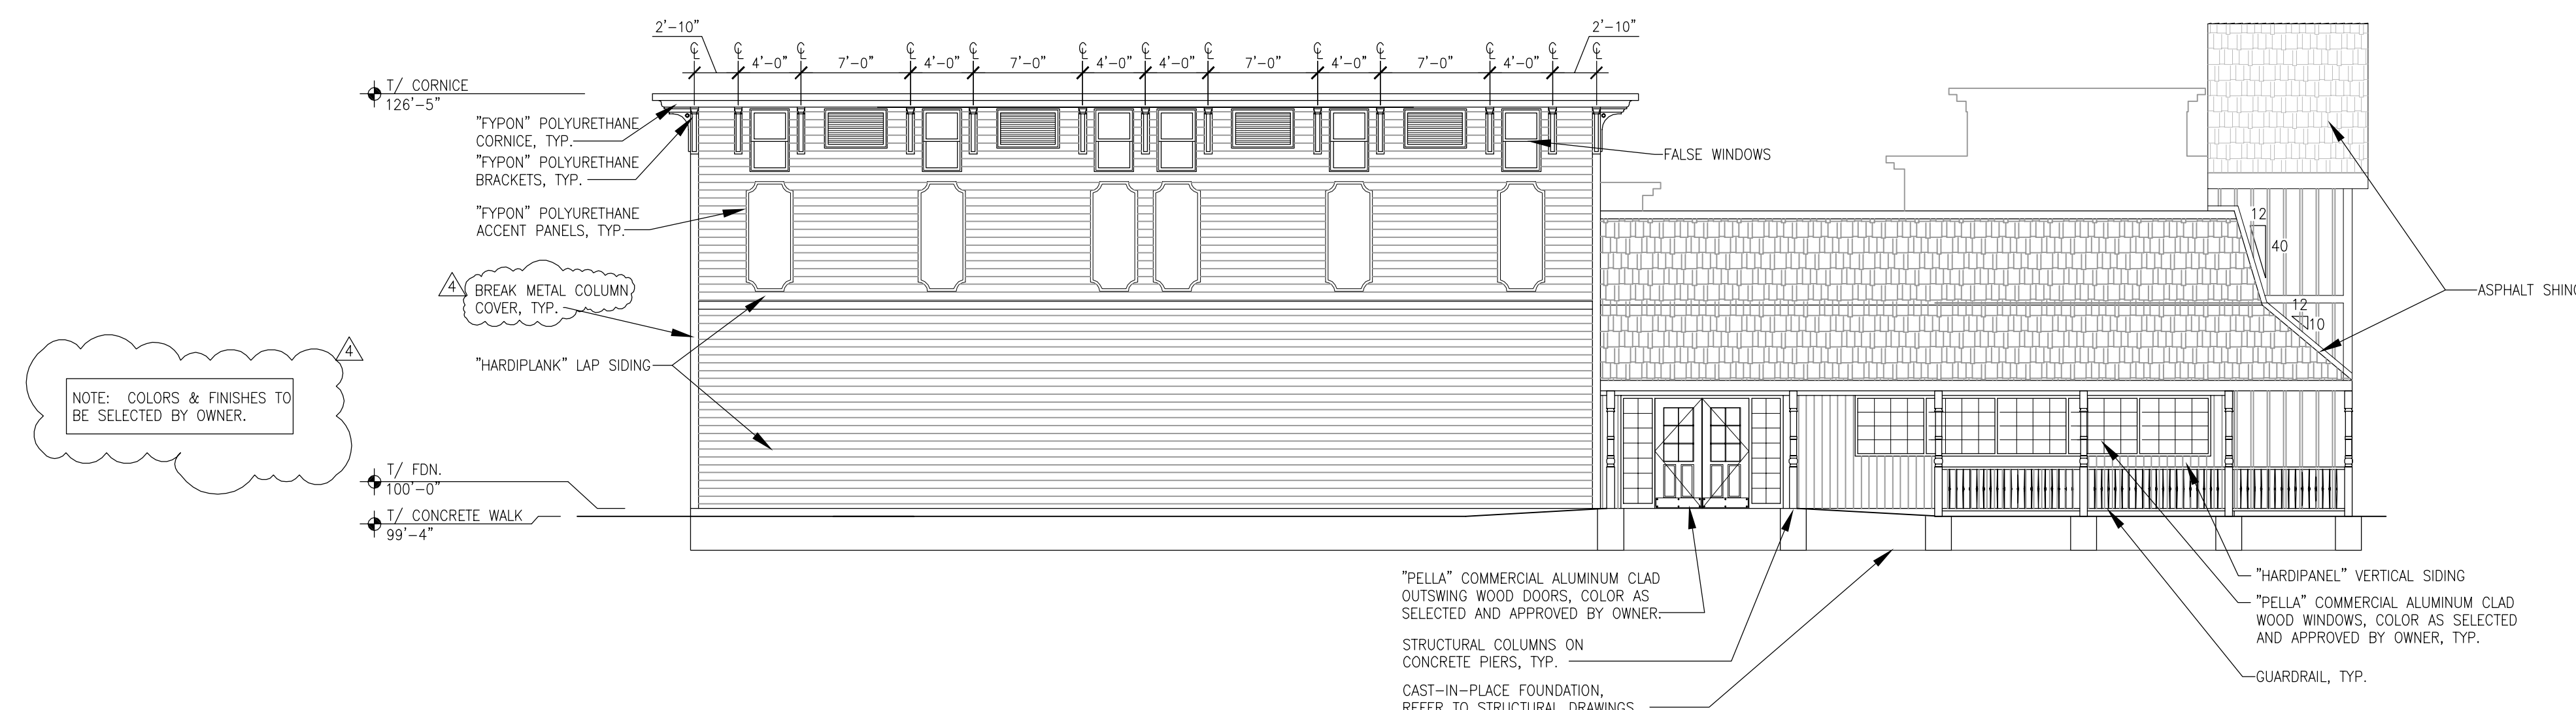 2'-10"
2'-10"
℄ ℄ ℄ ℄ ℄ ℄ ℄ ℄ ℄ ℄ ℄ ℄ ℄
4'-0" 7'-0" 4'-0" 7'-0" 4'-0" 4'-0" 7'-0" 4'-0" 7'-0" 4'-0"
T/ CORNICE
126'-5"
"FYPON" POLYURETHANE
CORNICE, TYP.
"FYPON" POLYURETHANE
BRACKETS, TYP.
FALSE WINDOWS
"FYPON" POLYURETHANE
ACCENT PANELS, TYP.
12
40
4
BREAK METAL COLUMN
COVER, TYP.
ASPHALT
12
10
4
"HARDIPLANK" LAP SIDING
NOTE: COLORS & FINISHES TO
BE SELECTED BY OWNER.
T/ FDN.
100'-0"
T/ CONCRETE WALK
99'-4"
"PELLA" COMMERCIAL ALUMINUM CLAD
OUTSWING WOOD DOORS, COLOR AS
SELECTED AND APPROVED BY OWNER.
STRUCTURAL COLUMNS ON
CONCRETE PIERS, TYP.
CAST-IN-PLACE FOUNDATION,
REFER TO STRUCTURAL DRAWINGS
"HARDIPANEL" VERTICAL SIDING
"PELLA" COMMERCIAL ALUMINUM CLAD
WOOD WINDOWS, COLOR AS SELECTED
AND APPROVED BY OWNER, TYP.
GUARDRAIL, TYP.